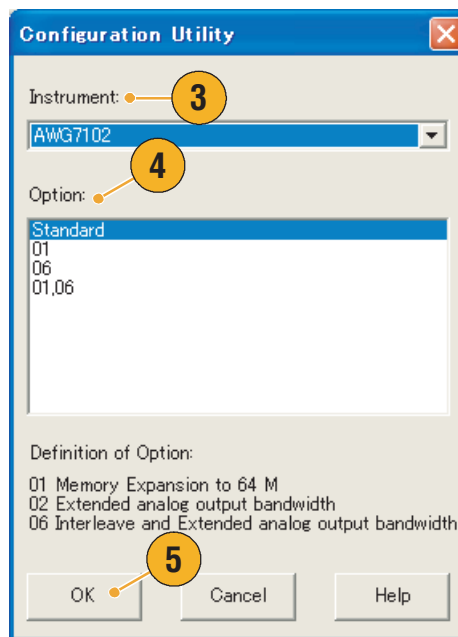 Configuration Utility
Instrument:
3
AWG7102
4
Option:
Standard
01
06
01,06
Definition of Option:
01 Memory Expansion to 64 M
02 Extended analog output bandwidth
06 Interleave and Extended analog output bandwidth
5
OK
Cancel
Help